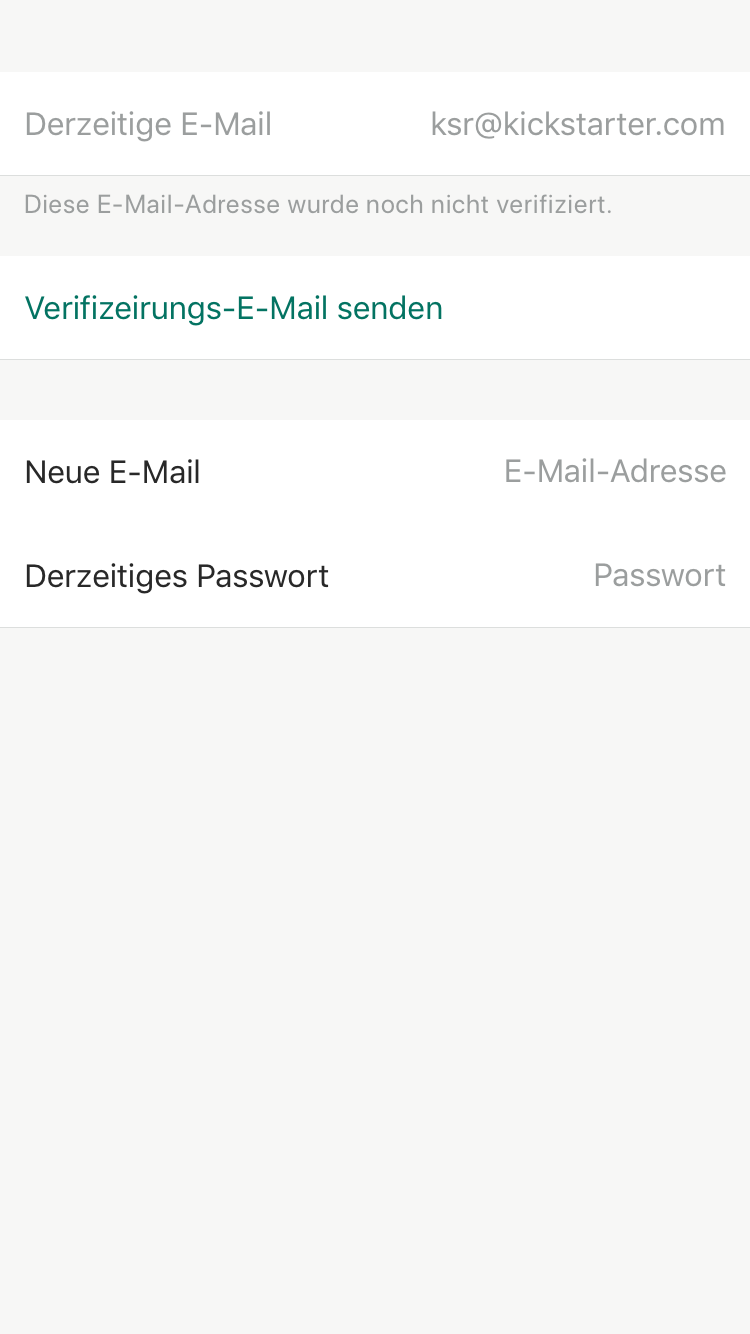 Derzeitige E-Mail ksr@kickstarter.com
Diese E-Mail-Adresse wurde noch nicht verifiziert.
Verifizeirungs-E-Mail senden
Neue E-Mail E-Mail-Adresse
Derzeitiges Passwort Passwort